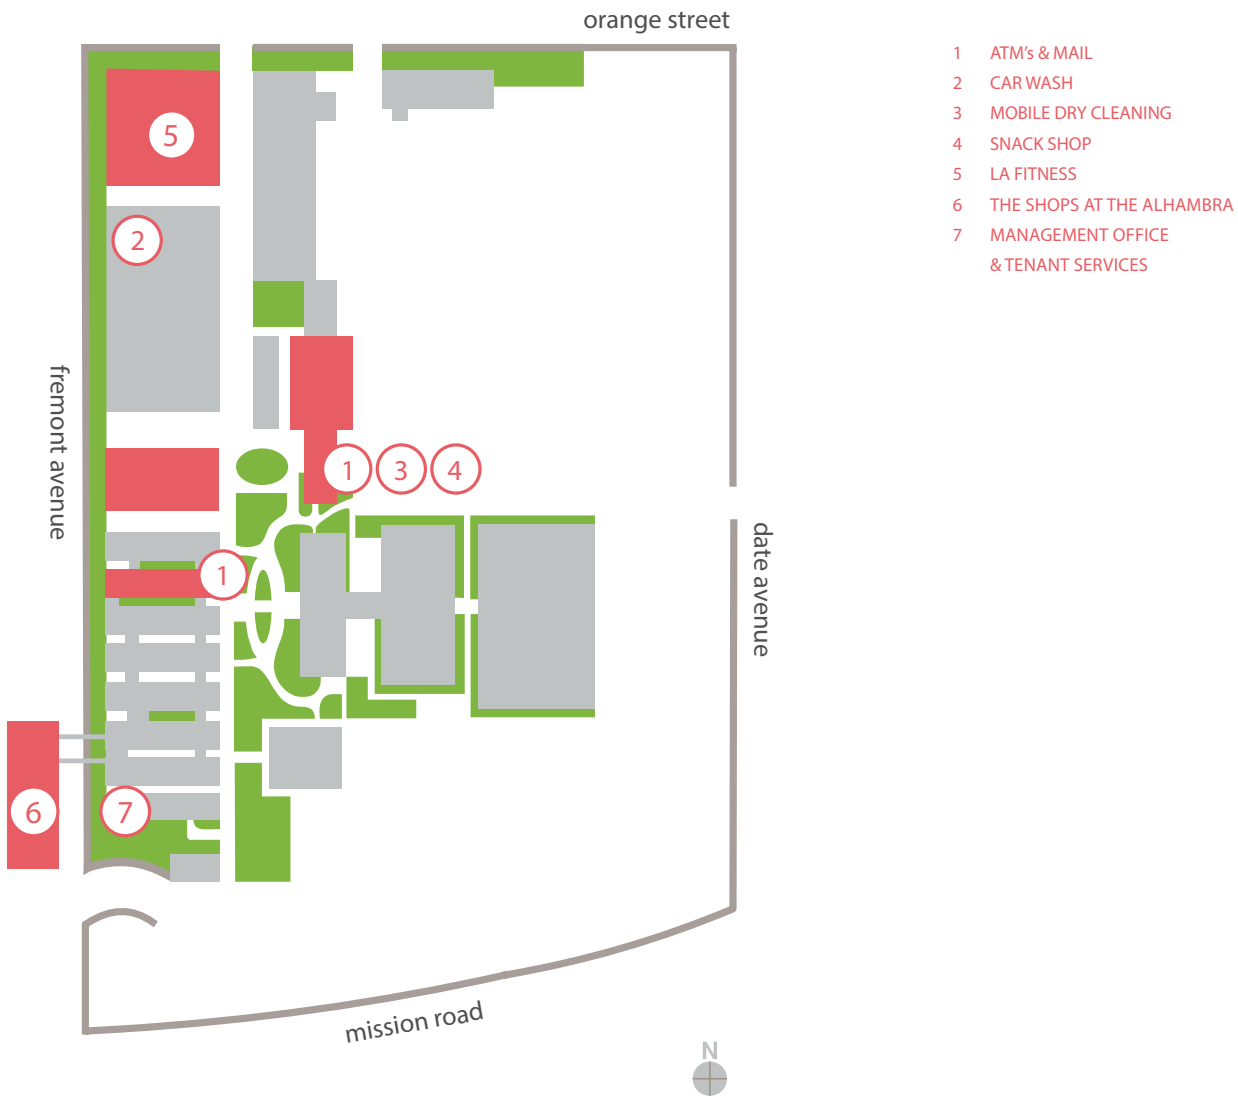 orange street
1 ATM's & MAIL
2 CAR WASH
3 MOBILE DRY CLEANING
4 SNACK SHOP
5 LA FITNESS
6 THE SHOPS AT THE ALHAMBRA
7 MANAGEMENT OFFICE
& TENANT SERVICES
5
2
fremont avenue
1 3 4
date avenue
1
6
7
mission road
N